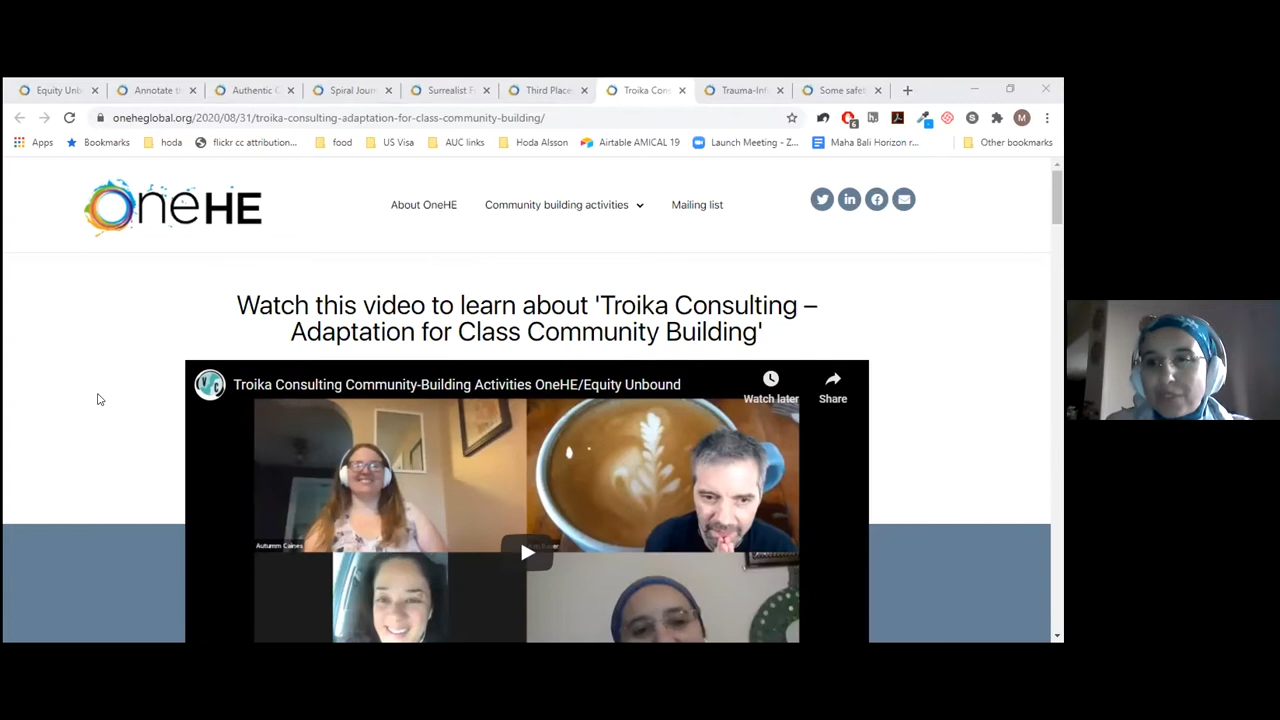 Equity Unb
Annotate t
Authentic
Spiral Jour
Surrealist F
Third Place
Troika Con
Trauma-Inf
Some safe
oneheglobal.org/2020/08/31/troika-consulting-adaptation-for-class-community-building/
6
M
Apps
Bookmarks
hoda
flickr cc attribution...
food
US Visa
AUC links
Hoda Alsson
Airtable AMICAL 19
Launch Meeting - Z...
Maha Bali Horizon r...
Other bookmarks
OneHE
About OneHE
Community building activities
Mailing list
Watch this video to learn about 'Troika Consulting –
Adaptation for Class Community Building'
VC
Troika Consulting Community-Building Activities OneHE/Equity Unbound
Watch later
Share
Autumm Caines